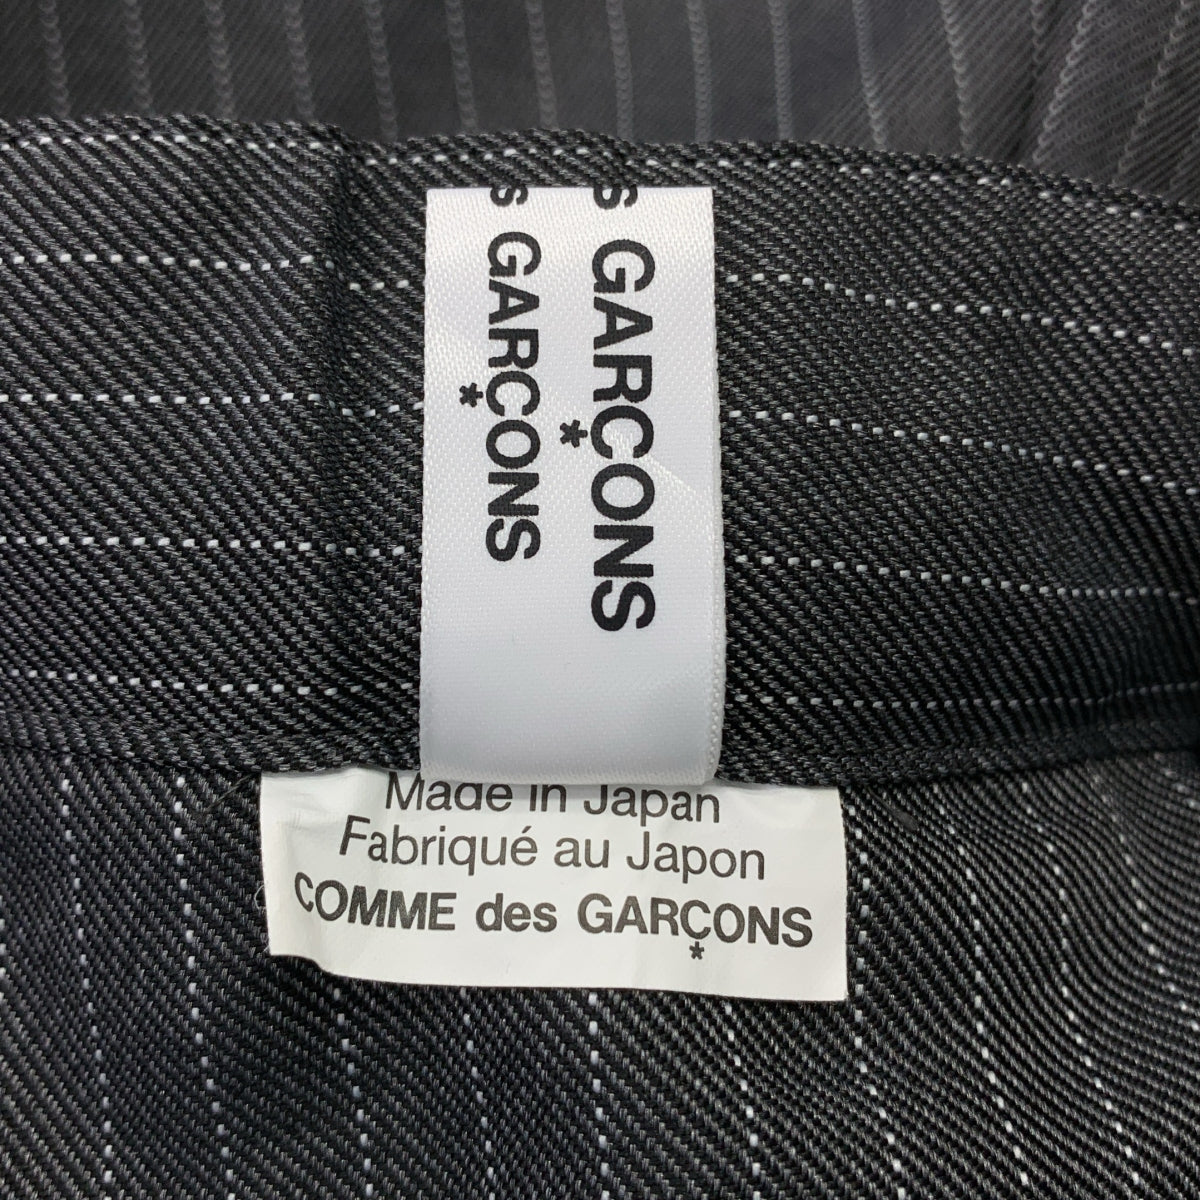 S GARÇONS
S GARÇONS
Made in Japan
Fabriqué au Japon
COMME des GARÇONS